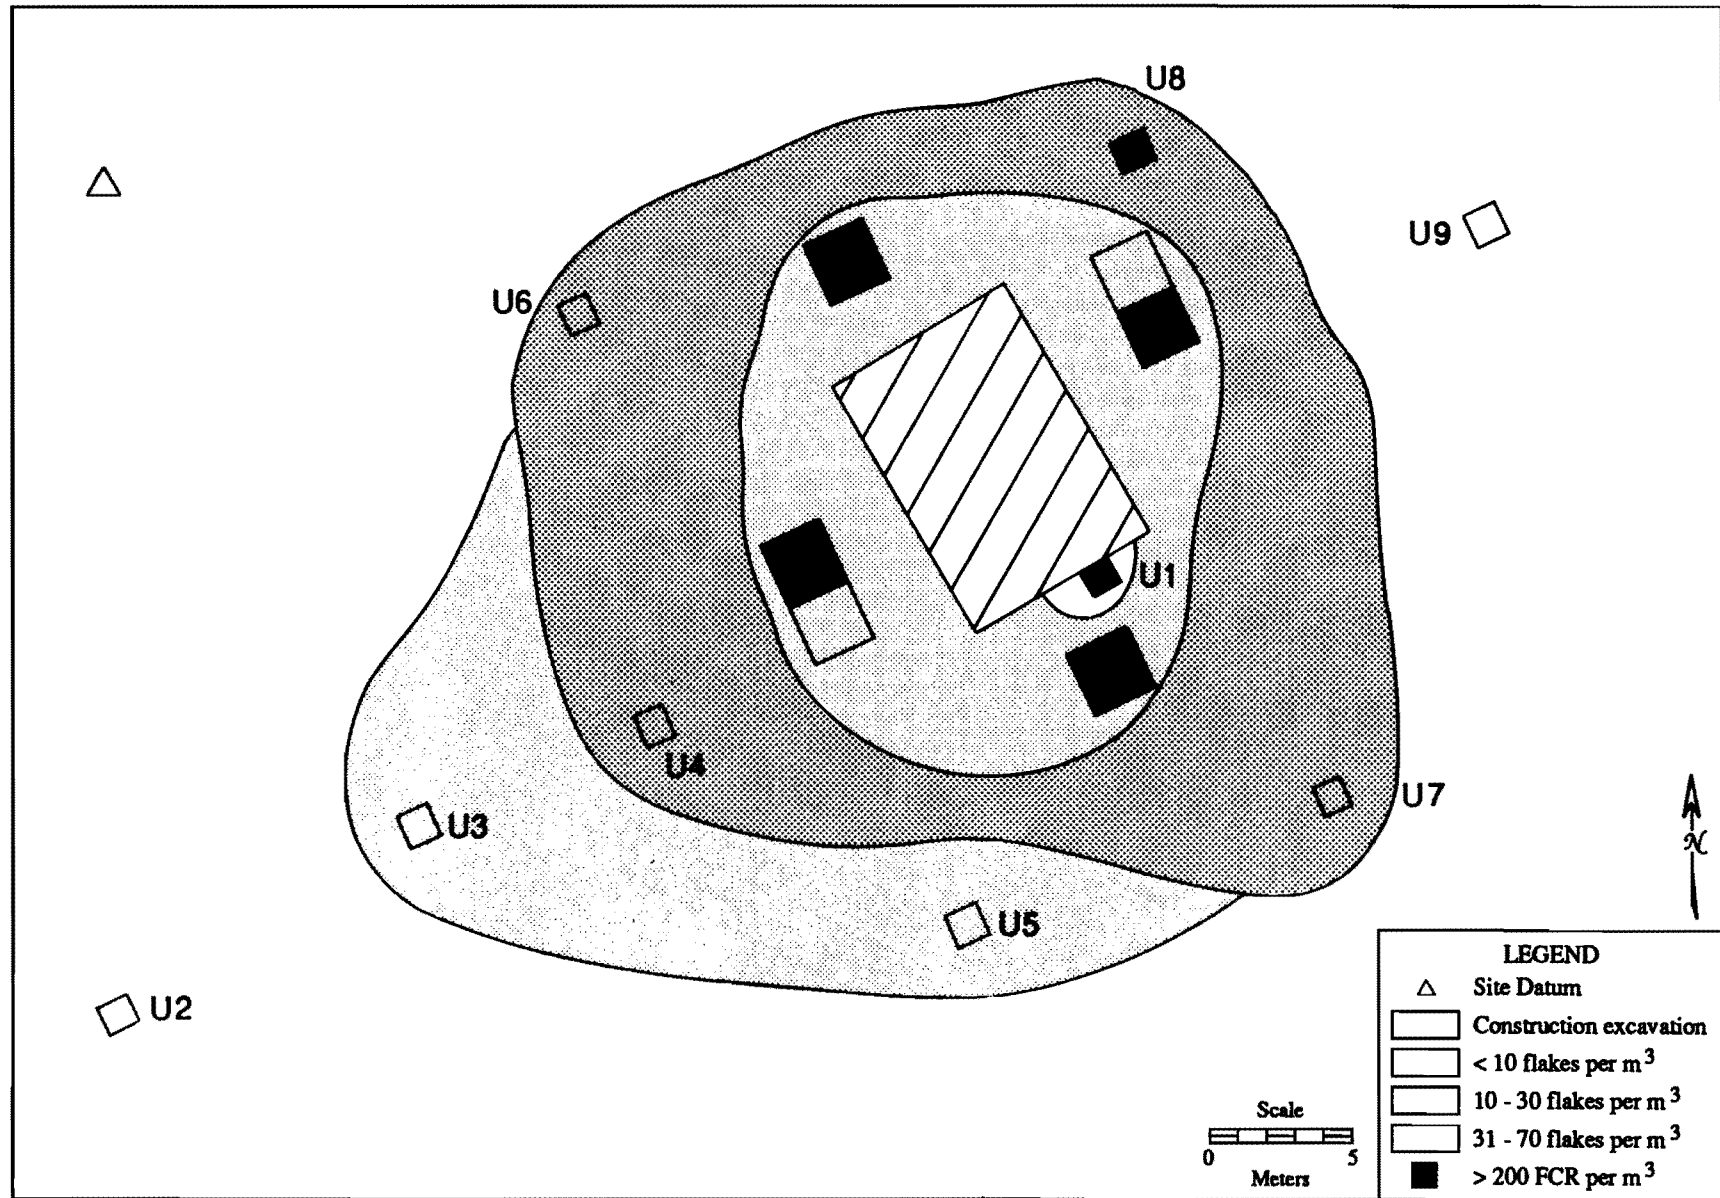 U8
U9
U6
U1
U4
U7
U3
U5
U2
N
LEGEND
Site Datum
Construction excavation
< 10 flakes per m³
10 - 30 flakes per m³
31 - 70 flakes per m³
> 200 FCR per m³
Scale
0 5
Meters